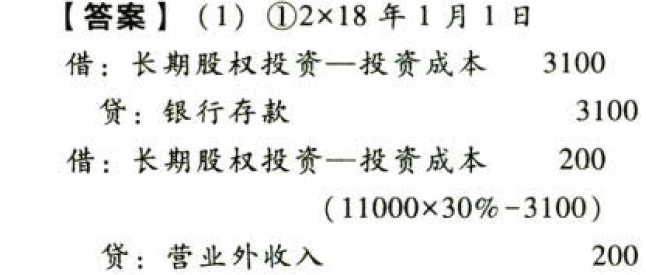 【答案】（1）①2×18年1月1日
借：长期股权投资—投资成本 3100
贷：银行存款 3100
借：长期股权投资—投资成本 200
（11000×30%-3100）
贷：营业外收入 200